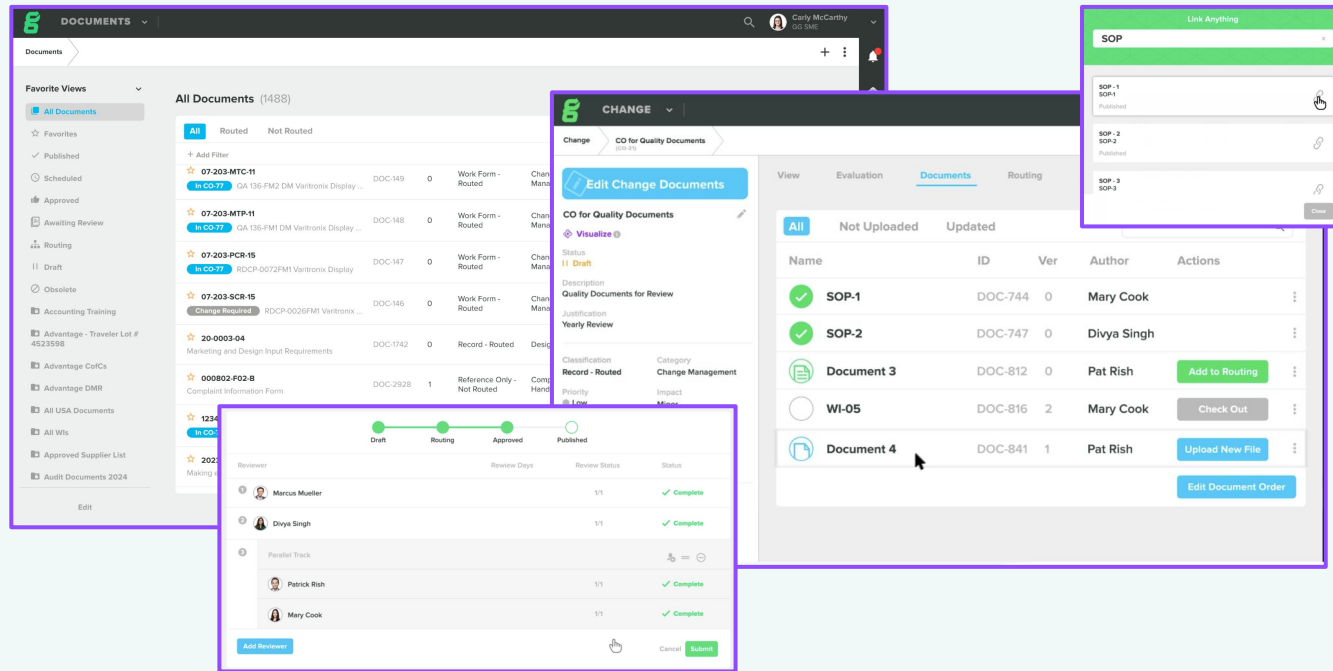 DOCUMENTS
Carly McCarthy
GG SME
Documents
Favorite Views
All Documents
Favorites
Published
Scheduled
Approved
Awaiting Review
Routing
Draft
Obsolete
Accounting Training
Advantage - Traveler Lot #
4523598
Advantage CofCs
Advantage DMR
All USA Documents
All WIs
Approved Supplier List
Audit Documents 2024
Edit
All Documents (1488)
All Routed Not Routed
+ Add Filter
07-203-MTC-11
In CO-77 QA 136-FM2 DM Varitronix Display ...
DOC-149 0 Work Form -
Routed
07-203-MTP-11
In CO-77 QA 136-FM1 DM Varitronix Display ...
DOC-148 0 Work Form -
Routed
07-203-PCR-15
In CO-77 RDCP-0072FM1 Varitronix Display
DOC-147 0 Work Form -
Routed
07-203-SCR-15
Change Required RDCP-0026FM1 Varitronix ...
DOC-146 0 Work Form -
Routed
20-0003-04
Marketing and Design Input Requirements
DOC-1742 0 Record - Routed
000802-F02-B
Complaint Information Form
DOC-2928 1 Reference Only -
Not Routed
CHANGE
Change
CO for Quality Documents
(CO-31)
Edit Change Documents
CO for Quality Documents
Visualize
Status
Draft
Description
Quality Documents for Review
Justification
Yearly Review
Classification Category
Record - Routed Change Management
Priority Impact
Low
View Evaluation Documents Routing
All Not Uploaded Updated
Name ID Ver Author Actions
SOP-1 DOC-744 0 Mary Cook
SOP-2 DOC-747 0 Divya Singh
Document 3 DOC-812 0 Pat Rish Add to Routing
WI-05 DOC-816 2 Mary Cook Check Out
Document 4 DOC-841 1 Pat Rish Upload New File
Edit Document Order
Link Anything
SOP
SOP - 1
SOP-1
Published
SOP - 2
SOP-2
Published
SOP - 3
SOP-3
Close
Draft Routing Approved Published
Reviewer Review Days Review Status Status
1 Marcus Mueller 1/1 Complete
2 Divya Singh 1/1 Complete
3 Parallel Track
Patrick Rish 1/1 Complete
Mary Cook 1/1 Complete
Add Reviewer Cancel Submit